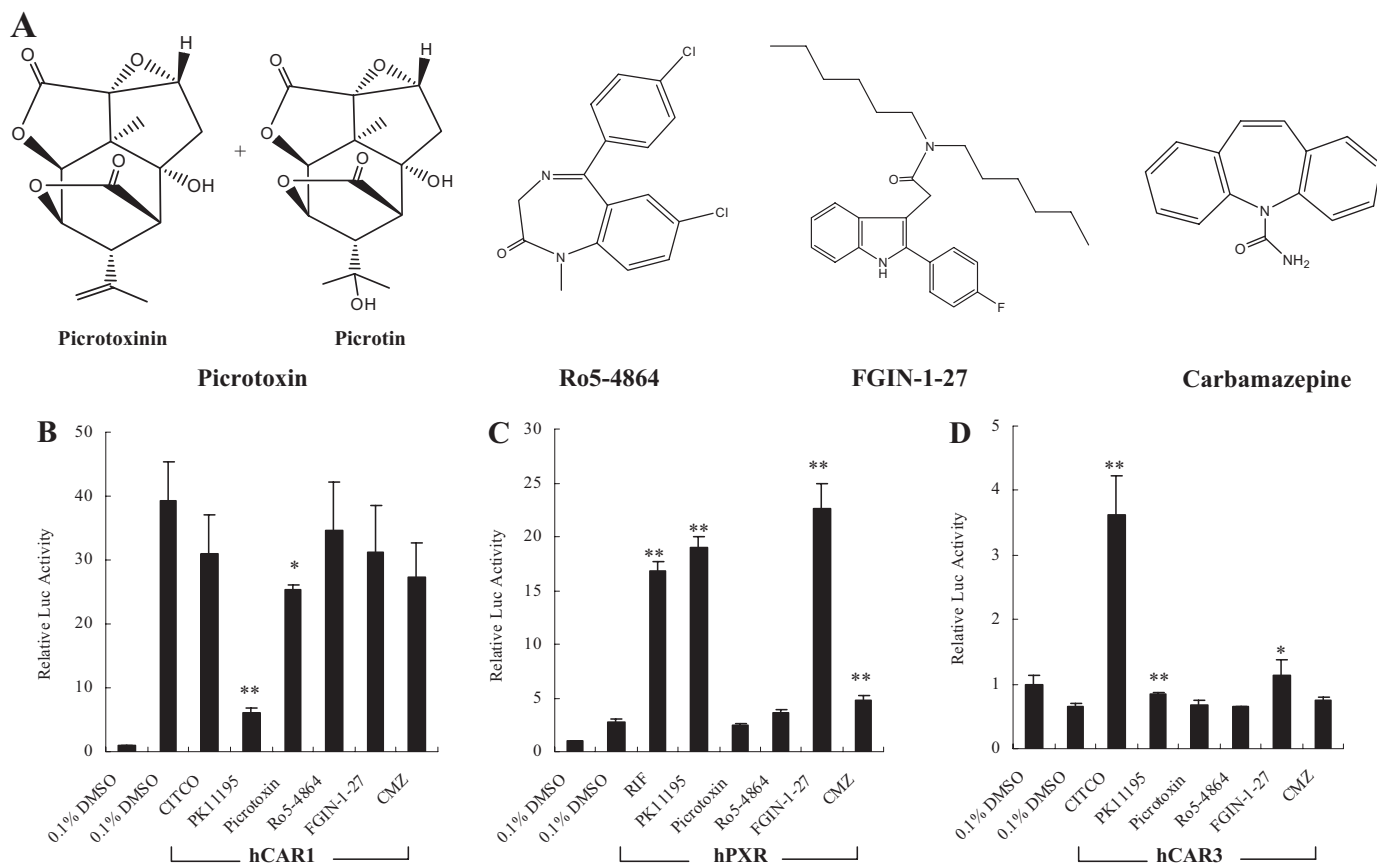 A
O
O
H
O
O
O
OH
+
O
O
H
O
O
O
OH
OH
Cl
N
Cl
O
N
N
O
N
H
F
N
O
NH2
Picrotoxinin
Picrotin
Picrotoxin
Ro5-4864
FGIN-1-27
Carbamazepine
B
Relative Luc Activity
50
40
30
20
10
0
**
*
0.1% DMSO
0.1% DMSO
CITCO
PK11195
Picrotoxin
Ro5-4864
FGIN-1-27
CMZ
hCAR1
C
Relative Luc Activity
30
25
20
15
10
5
0
**
**
**
**
0.1% DMSO
0.1% DMSO
RIF
PK11195
Picrotoxin
Ro5-4864
FGIN-1-27
CMZ
hPXR
D
Relative Luc Activity
5
4
3
2
1
0
**
**
*
0.1% DMSO
0.1% DMSO
CITCO
PK11195
Picrotoxin
Ro5-4864
FGIN-1-27
CMZ
hCAR3